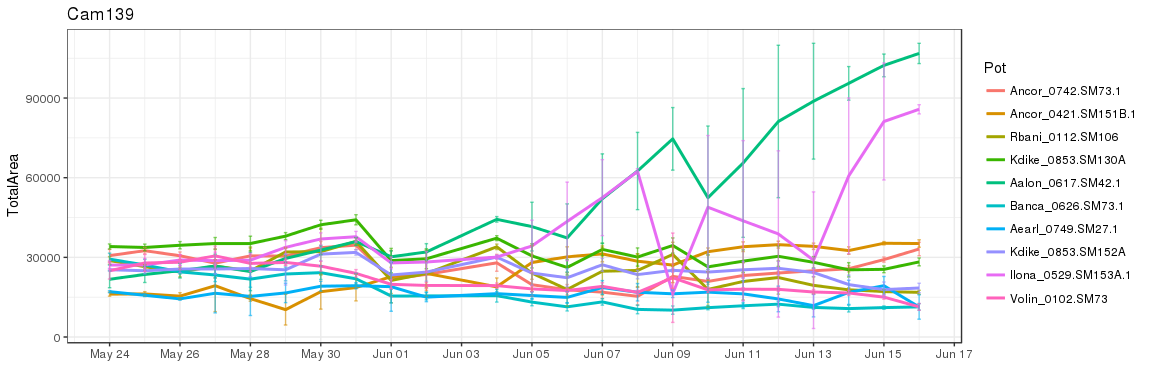 Cam139
TotalArea
90000
60000
30000
0
May 24 May 26 May 28 May 30 Jun 01 Jun 03 Jun 05 Jun 07 Jun 09 Jun 11 Jun 13 Jun 15 Jun 17
Pot
Ancor_0742.SM73.1
Ancor_0421.SM151B.1
Rbani_0112.SM106
Kdike_0853.SM130A
Aalon_0617.SM42.1
Banca_0626.SM73.1
Aearl_0749.SM27.1
Kdike_0853.SM152A
Ilona_0529.SM153A.1
Volin_0102.SM73